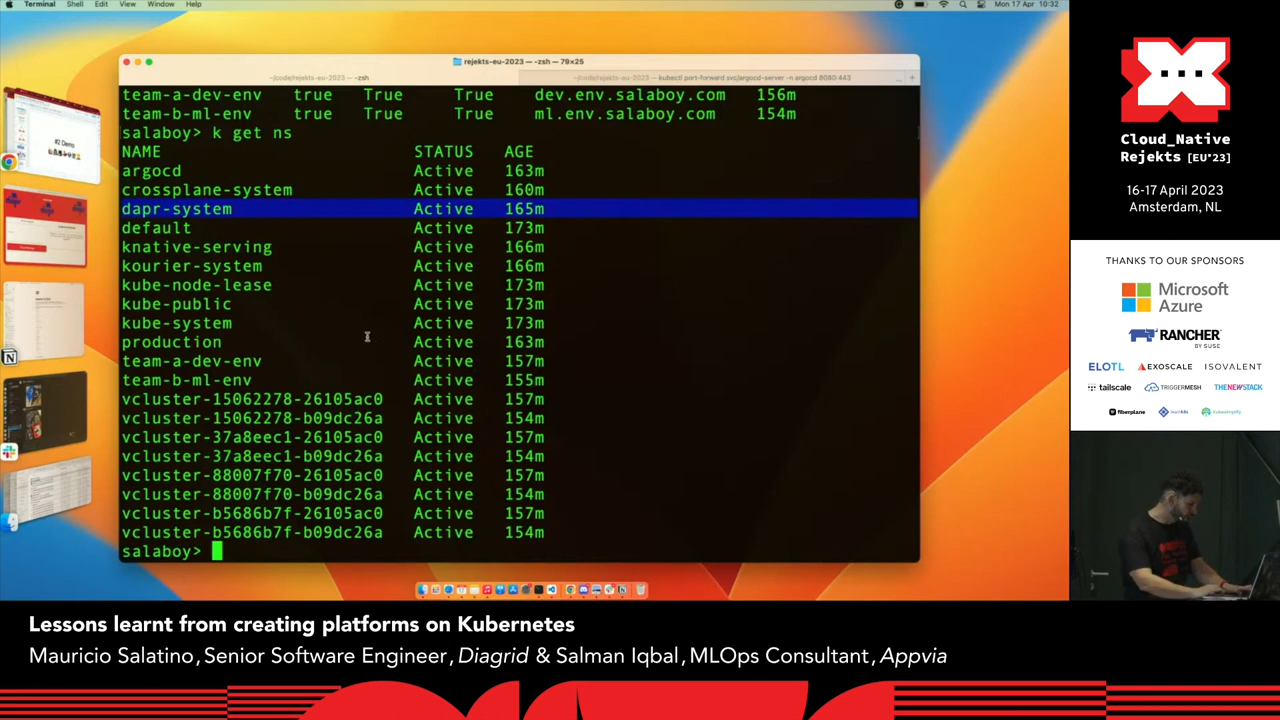 Terminal Shell Edit View Window Help
Mon 17 Apr 10:32
rejekts-eu-2023 — -zsh — 79×25
~/code/rejekts-eu-2023 — -zsh
~/code/rejekts-eu-2023 — kubectl port-forward svc/argocd-server -n argocd 8080:443
team-a-dev-env true True True dev.env.salaboy.com 156m
team-b-ml-env true True True ml.env.salaboy.com 154m
salaboy> k get ns
NAME STATUS AGE
argocd Active 163m
crossplane-system Active 160m
dapr-system Active 165m
default Active 173m
knative-serving Active 166m
kourier-system Active 166m
kube-node-lease Active 173m
kube-public Active 173m
kube-system Active 173m
production Active 163m
team-a-dev-env Active 157m
team-b-ml-env Active 155m
vcluster-15062278-26105ac0 Active 157m
vcluster-15062278-b09dc26a Active 154m
vcluster-37a8eec1-26105ac0 Active 157m
vcluster-37a8eec1-b09dc26a Active 154m
vcluster-88007f70-26105ac0 Active 157m
vcluster-88007f70-b09dc26a Active 154m
vcluster-b5686b7f-26105ac0 Active 157m
vcluster-b5686b7f-b09dc26a Active 154m
salaboy>
#2 Demo
Cloud_Native
Rejekts [EU'23]
16-17 April 2023
Amsterdam, NL
THANKS TO OUR SPONSORS
Microsoft
Azure
RANCHER
BY SUSE
ELOTL EXOSCALE ISOVALENT
tailscale TRIGGERMESH THENEWSTACK
fiberplane
Lessons learnt from creating platforms on Kubernetes
Mauricio Salatino, Senior Software Engineer, Diagrid & Salman Iqbal, MLOps Consultant, Appvia